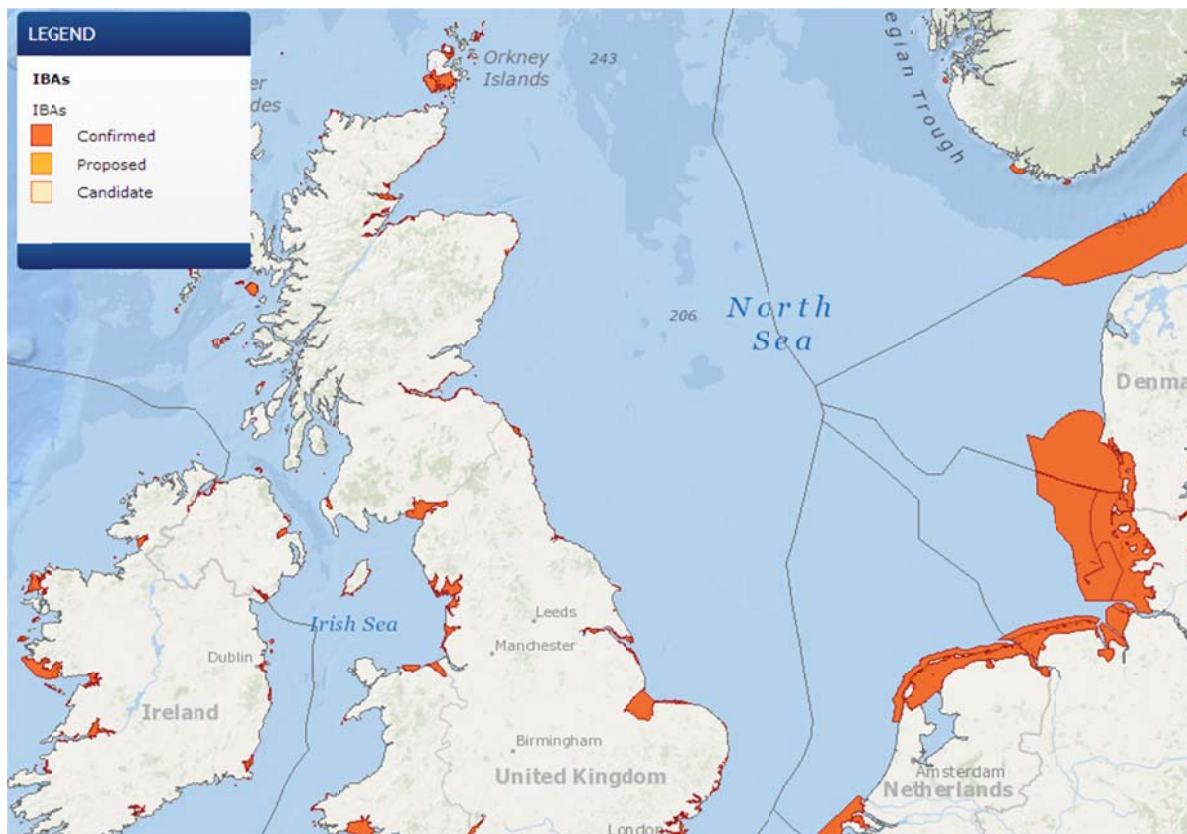 LEGEND
IBAs
IBAs
Confirmed
Proposed
Candidate
Orkney
Islands
243
egian Trough
North
Sea
206
Denma
Irish Sea
Leeds
Manchester
Dublin
Ireland
Birmingham
United Kingdom
Amsterdam
Netherlands
London